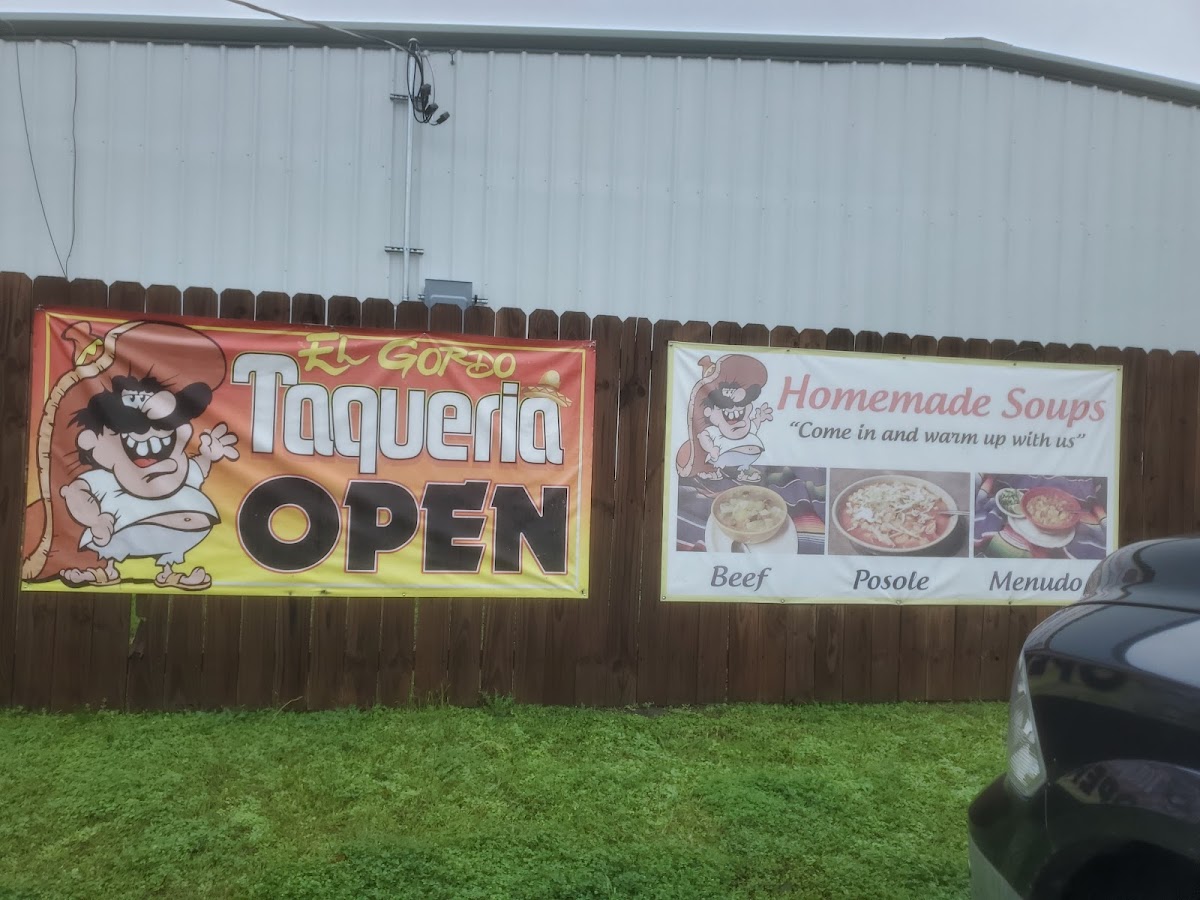 EL GORDO
Taqueria
OPEN
Homemade Soups
"Come in and warm up with us"
Beef
Posole
Menudo